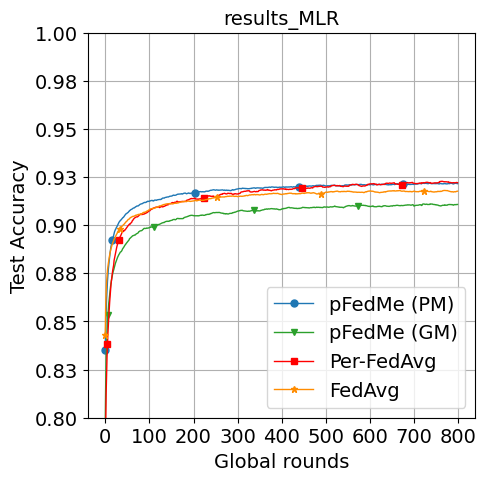 results_MLR
1.00
0.98
0.95
0.93
0.90
0.88
0.85
0.83
0.80
Test Accuracy
pFedMe (PM)
pFedMe (GM)
Per-FedAvg
FedAvg
0 100 200 300 400 500 600 700 800
Global rounds